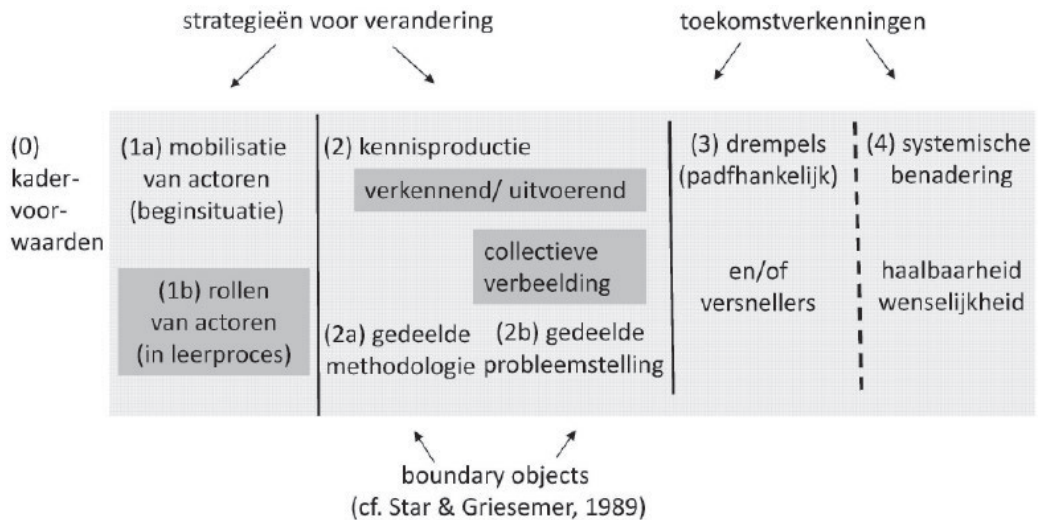 strategieën voor verandering
toekomstverkenningen
(0)
kader-
voor-
waarden
(1a) mobilisatie
van actoren
(beginsituatie)
(1b) rollen
van actoren
(in leerproces)
(2) kennisproductie
verkennend/ uitvoerend
collectieve
verbeelding
(2a) gedeelde
methodologie
(2b) gedeelde
probleemstelling
(3) drempels
(padfhankelijk)
en/of
versnellers
(4) systemische
benadering
haalbaarheid
wenselijkheid
boundary objects
(cf. Star & Griesemer, 1989)